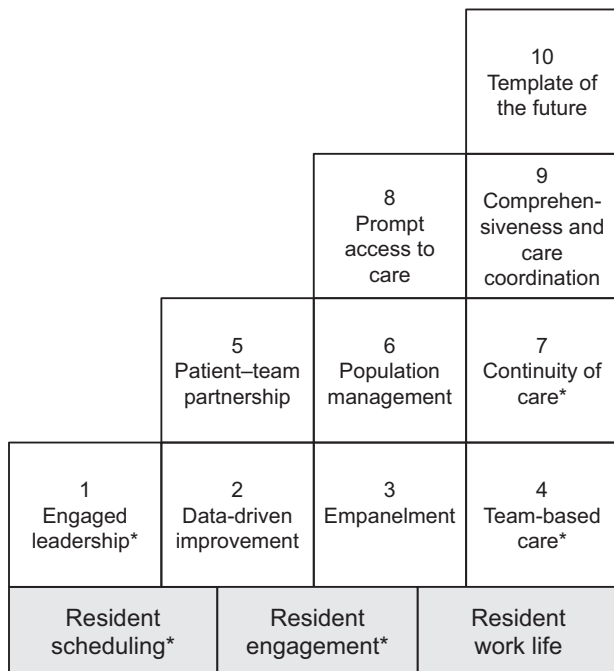 10
Template of
the future
8
Prompt
access to
care
9
Comprehen-
siveness and
care
coordination
5
Patient–team
partnership
6
Population
management
7
Continuity of
care*
1
Engaged
leadership*
2
Data-driven
improvement
3
Empanelment
4
Team-based
care*
Resident
scheduling*
Resident
engagement*
Resident
work life